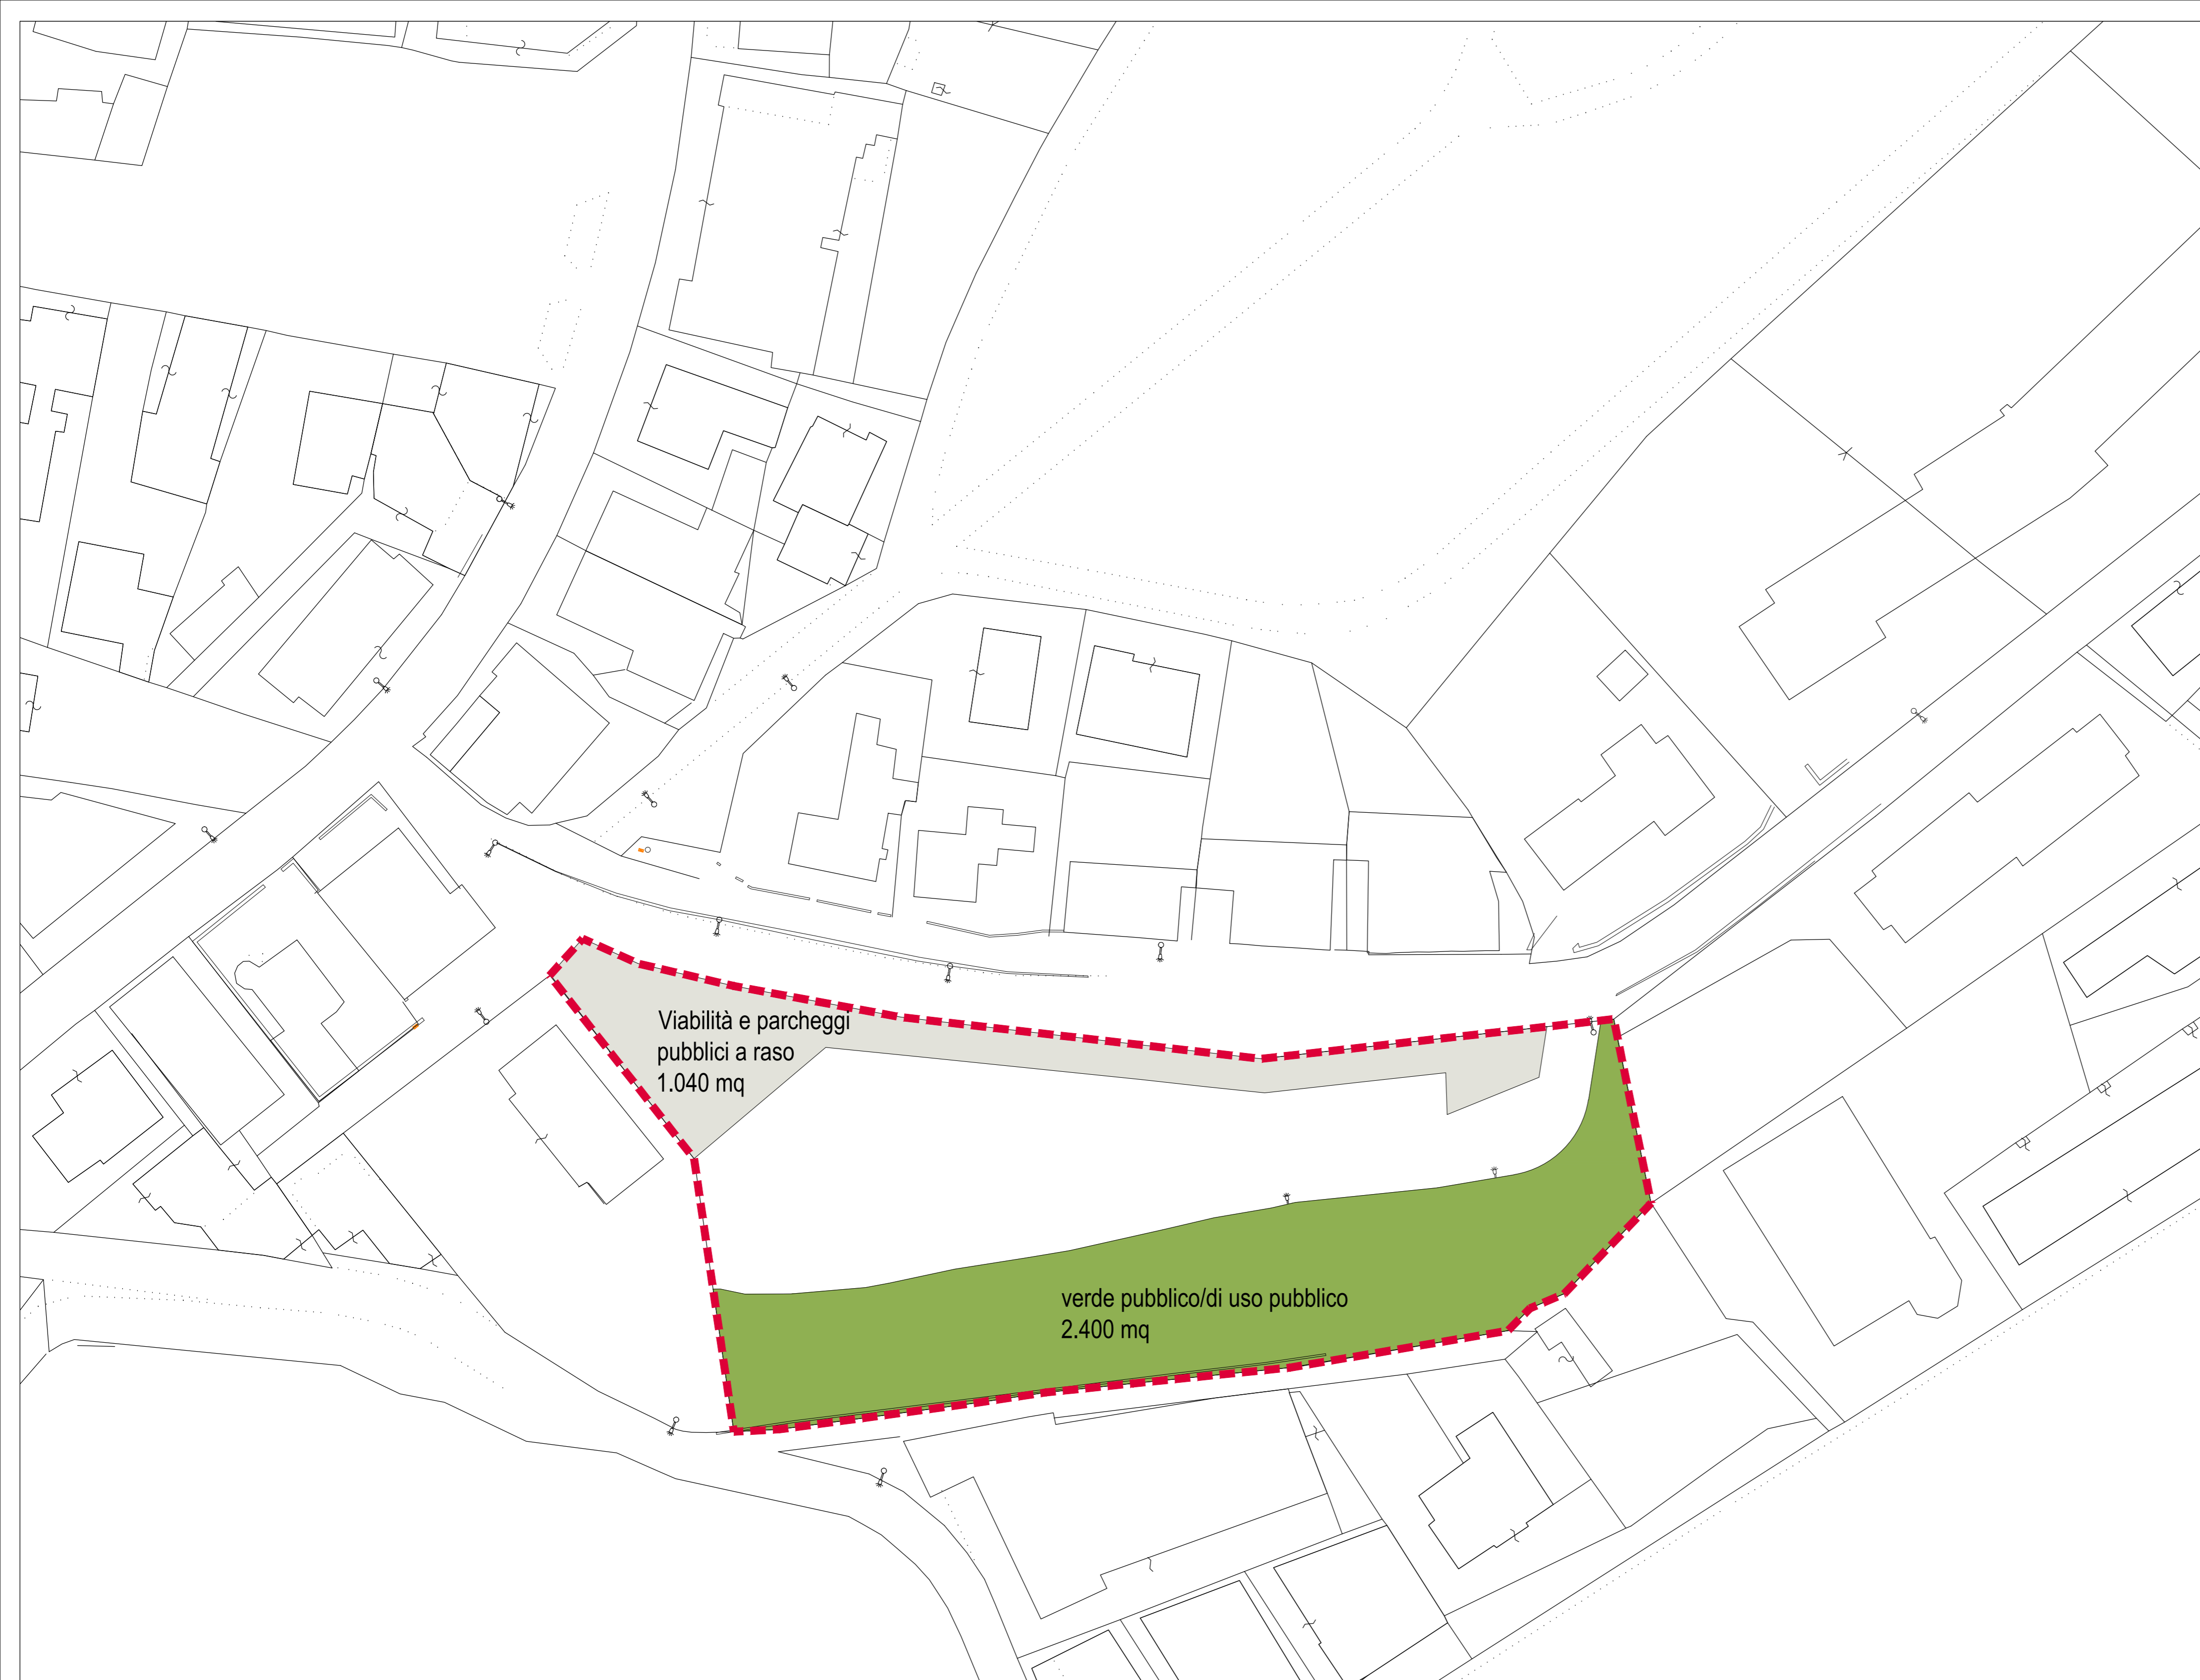 Viabilità e parcheggi
pubblici a raso
1.040 mq
verde pubblico/di uso pubblico
2.400 mq